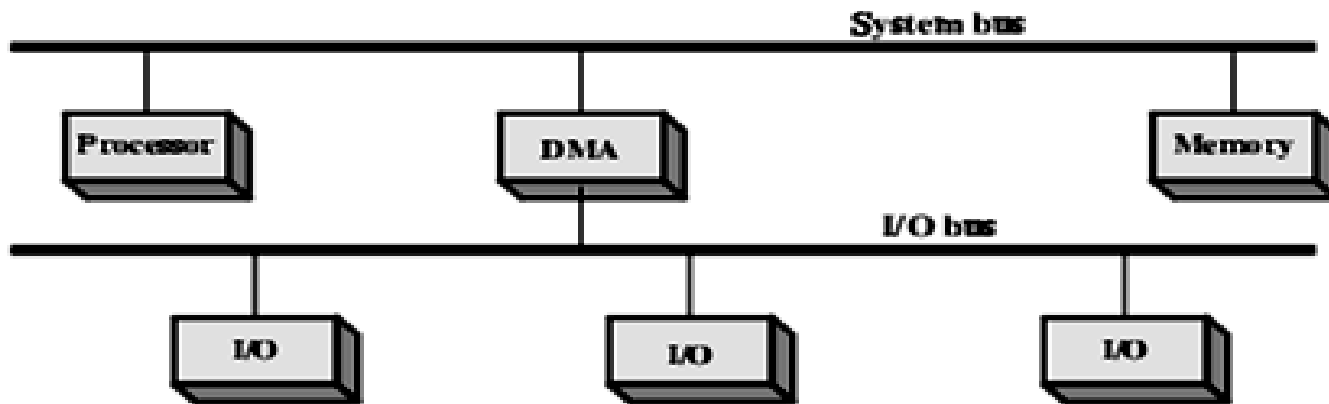 System bus
Processor
DMA
Memory
I/O bus
I/O
I/O
I/O